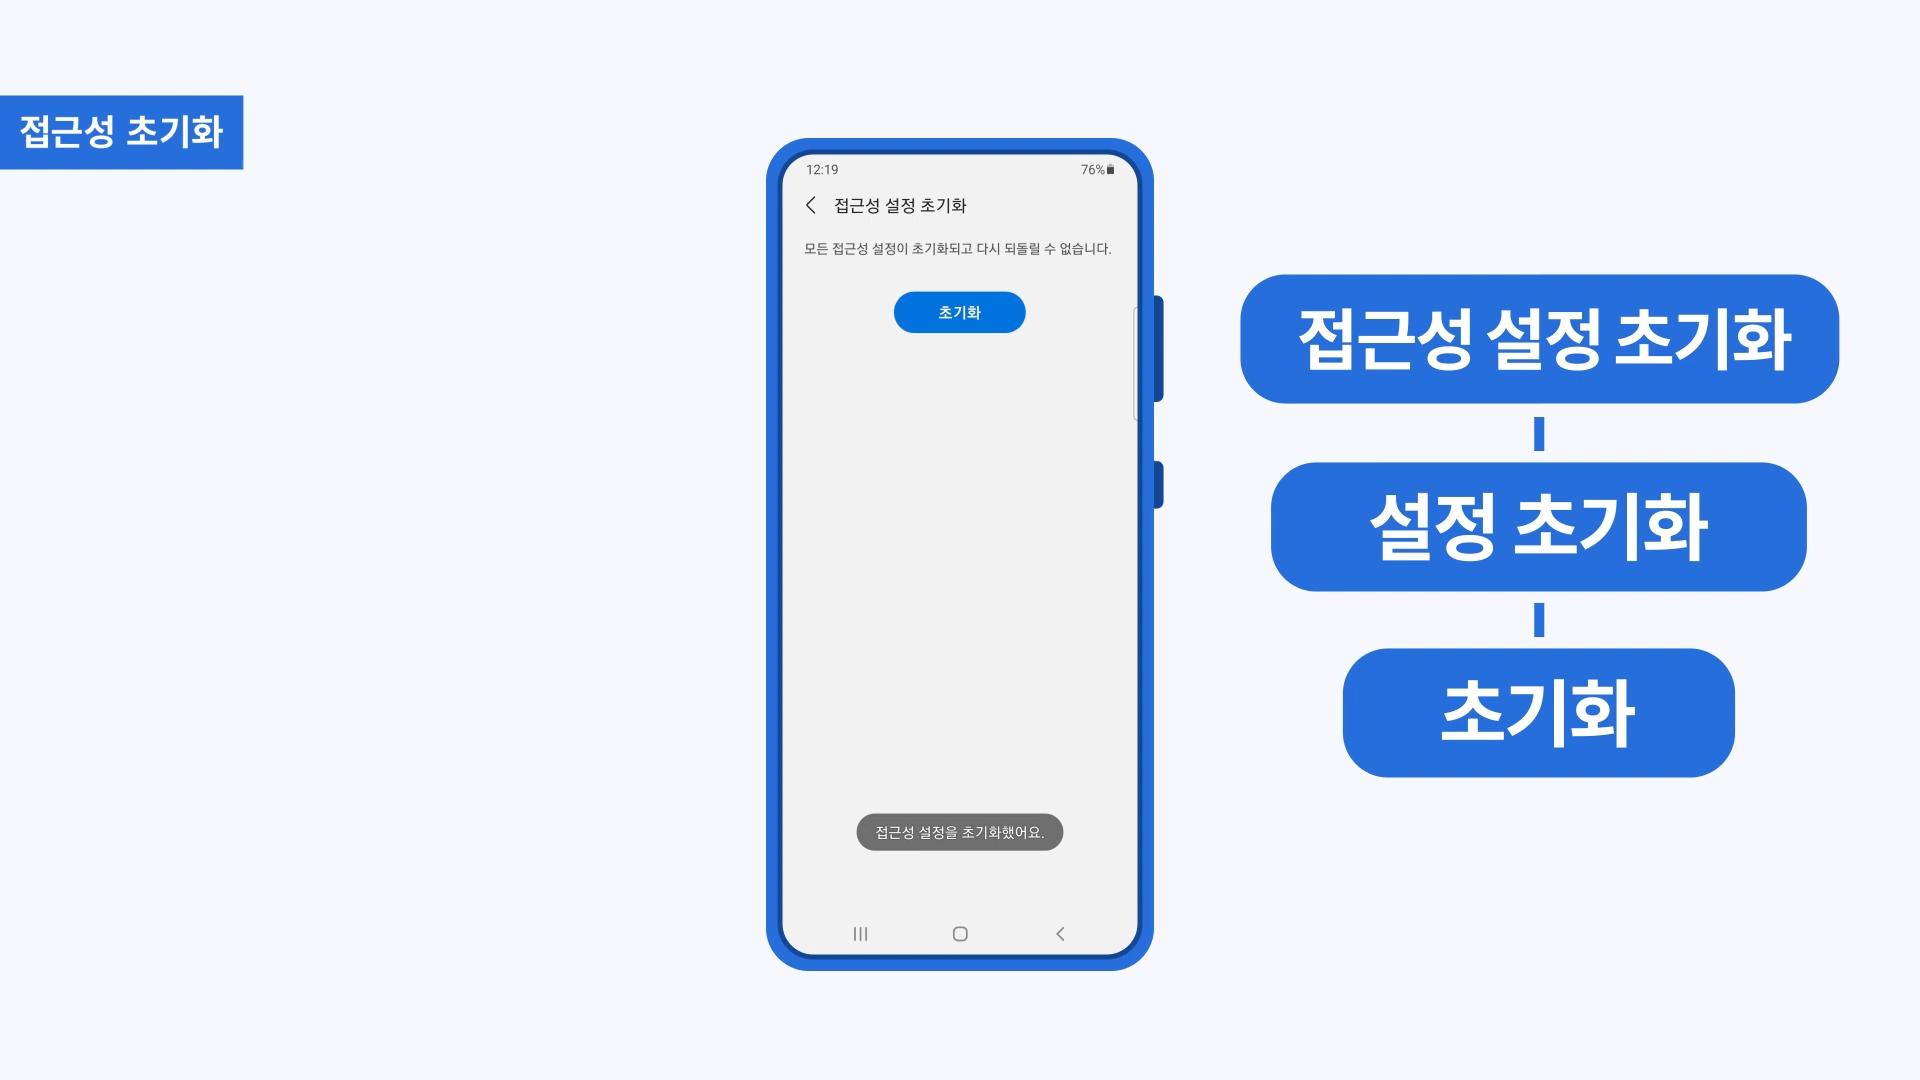 접근성 초기화
12:19
76%
접근성 설정 초기화
모든 접근성 설정이 초기화되고 다시 되돌릴 수 없습니다.
초기화
접근성 설정을 초기화했어요.
접근성 설정 초기화
설정 초기화
초기화